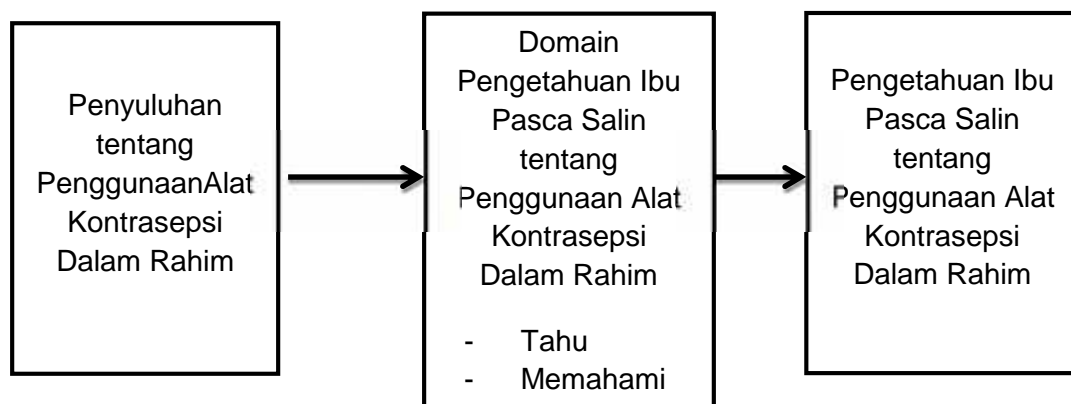 Penyuluhan
tentang
PenggunaanAlat
Kontrasepsi
Dalam Rahim
Domain
Pengetahuan Ibu
Pasca Salin
tentang
Penggunaan Alat
Kontrasepsi
Dalam Rahim
- Tahu
- Memahami
Pengetahuan Ibu
Pasca Salin
tentang
Penggunaan Alat
Kontrasepsi
Dalam Rahim